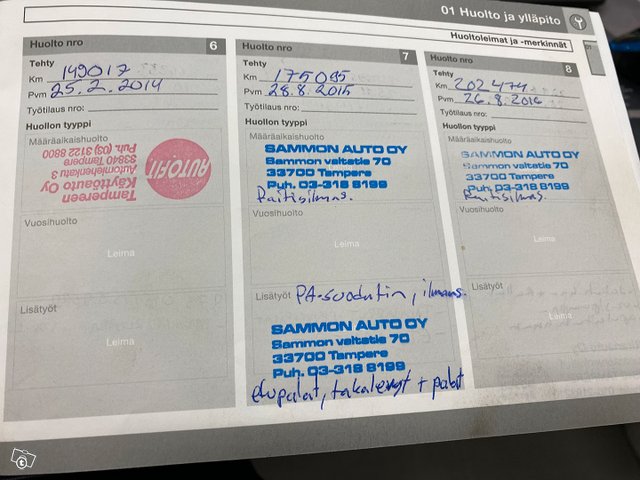 01 Huolto ja ylläpito
Huoltoleimat ja -merkinnät
Huolto nro 6
Tehty
Km 149017
Pvm 25.2.2014
Työtilaus nro:
Huollon tyyppi
Määräaikaishuolto
AUTOFIT
Tampereen
Käyttöauto Oy
33840 Tampere
Puh. (03) 3122 8800
Vuosihuolto
Leima
Lisätyöt
Leima
Huolto nro 7
Tehty
Km 175085
Pvm 28.8.2015
Työtilaus nro:
Huollon tyyppi
Määräaikaishuolto
SAMMON AUTO OY
Sammon valtatie 70
33700 Tampere
Puh. 03-318 8199
Raitisilmas.
Vuosihuolto
Leima
Lisätyöt PA-suodatin, ilmans.
SAMMON AUTO OY
Sammon valtatie 70
33700 Tampere
Puh. 03-318 8199
etupalat, takalevyt + palat
Huolto nro 8
Tehty
Km 202474
Pvm 26.8.2016
Työtilaus nro:
Huollon tyyppi
Määräaikaishuolto
SAMMON AUTO OY
Sammon valtatie 70
33700 Tampere
Puh. 03-318 8199
Raitisilmas.
Vuosihuolto
Leima
Lisätyöt
Leima